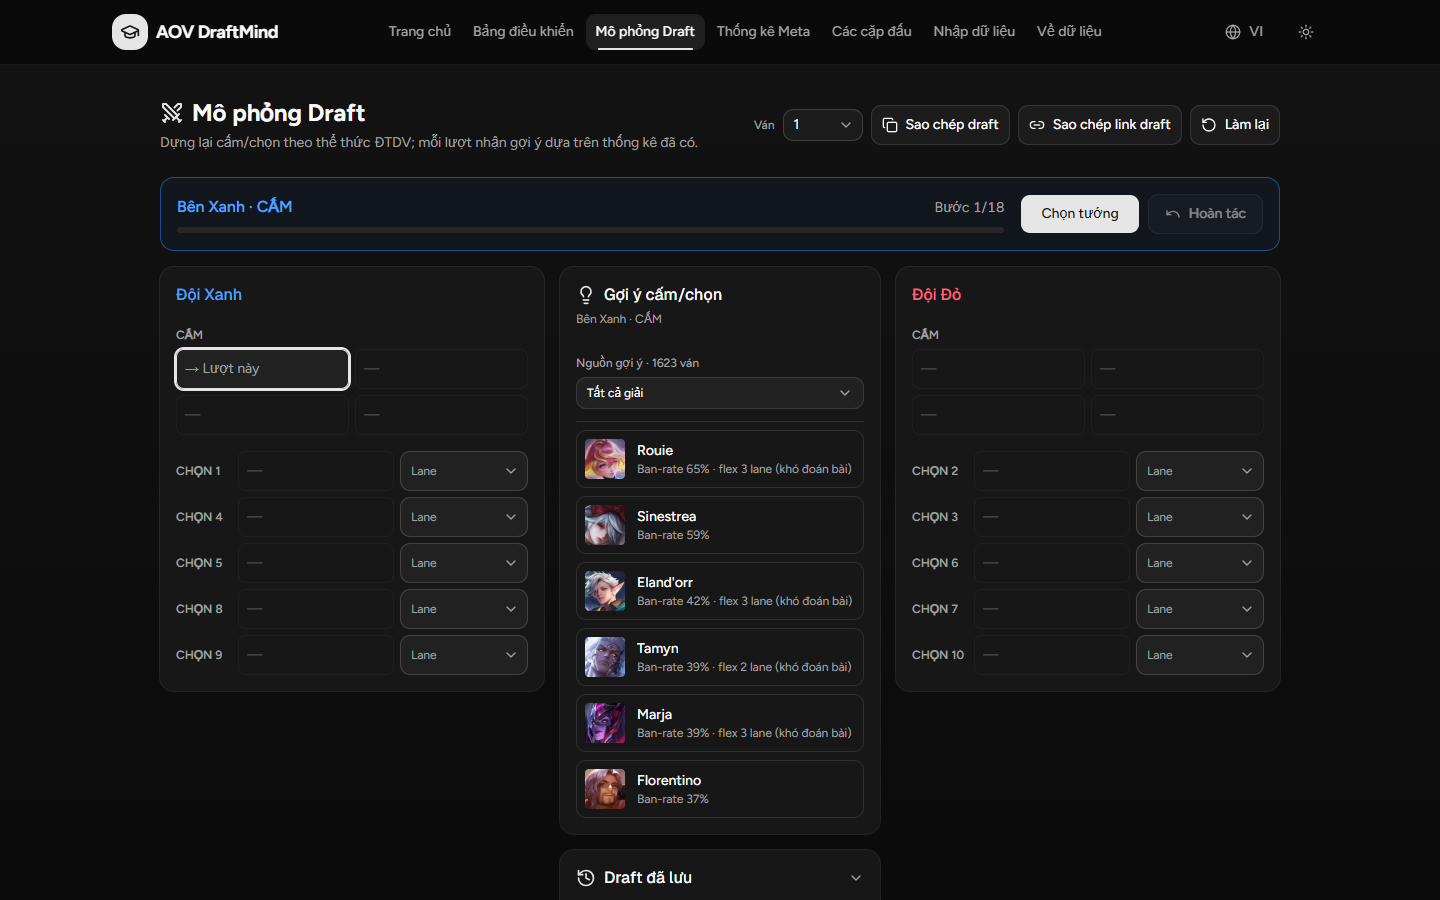 AOV DraftMind
Trang chủ
Bảng điều khiển
Mô phỏng Draft
Thống kê Meta
Các cặp đấu
Nhập dữ liệu
Về dữ liệu
VI
Mô phỏng Draft
Dựng lại cấm/chọn theo thể thức ĐTDV; mỗi lượt nhận gợi ý dựa trên thống kê đã có.
Ván
1
Sao chép draft
Sao chép link draft
Làm lại
Bên Xanh · CẤM
Bước 1/18
Chọn tướng
Hoàn tác
Đội Xanh
CẤM
→ Lượt này
—
—
—
CHỌN 1
—
Lane
CHỌN 4
—
Lane
CHỌN 5
—
Lane
CHỌN 8
—
Lane
CHỌN 9
—
Lane
Gợi ý cấm/chọn
Bên Xanh · CẤM
Nguồn gợi ý · 1623 ván
Tất cả giải
Rouie
Ban-rate 65% · flex 3 lane (khó đoán bài)
Sinestrea
Ban-rate 59%
Eland'orr
Ban-rate 42% · flex 3 lane (khó đoán bài)
Tamyn
Ban-rate 39% · flex 2 lane (khó đoán bài)
Marja
Ban-rate 39% · flex 3 lane (khó đoán bài)
Florentino
Ban-rate 37%
Draft đã lưu
Đội Đỏ
CẤM
—
—
—
—
CHỌN 2
—
Lane
CHỌN 3
—
Lane
CHỌN 6
—
Lane
CHỌN 7
—
Lane
CHỌN 10
—
Lane